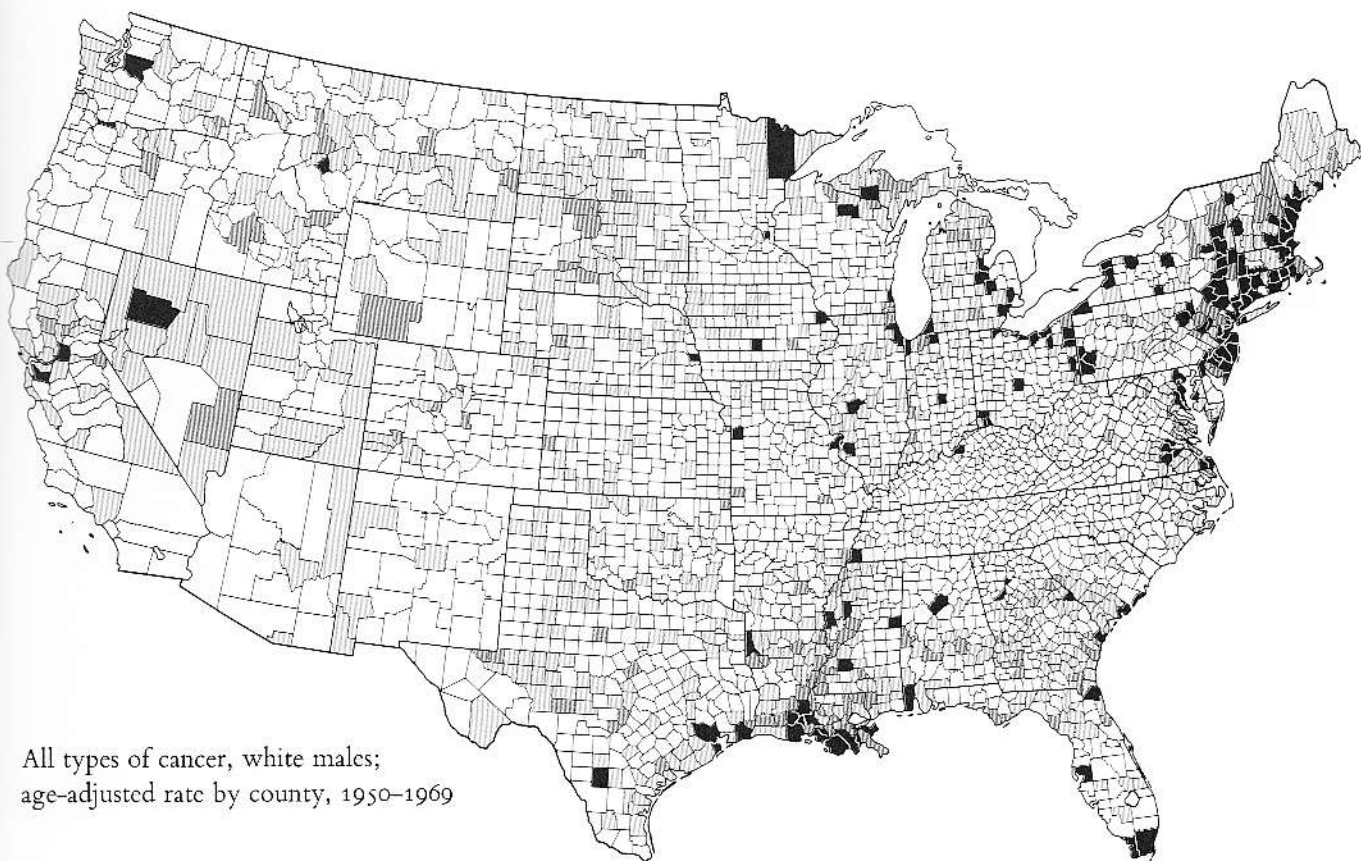 All types of cancer, white males;
age-adjusted rate by county, 1950–1969